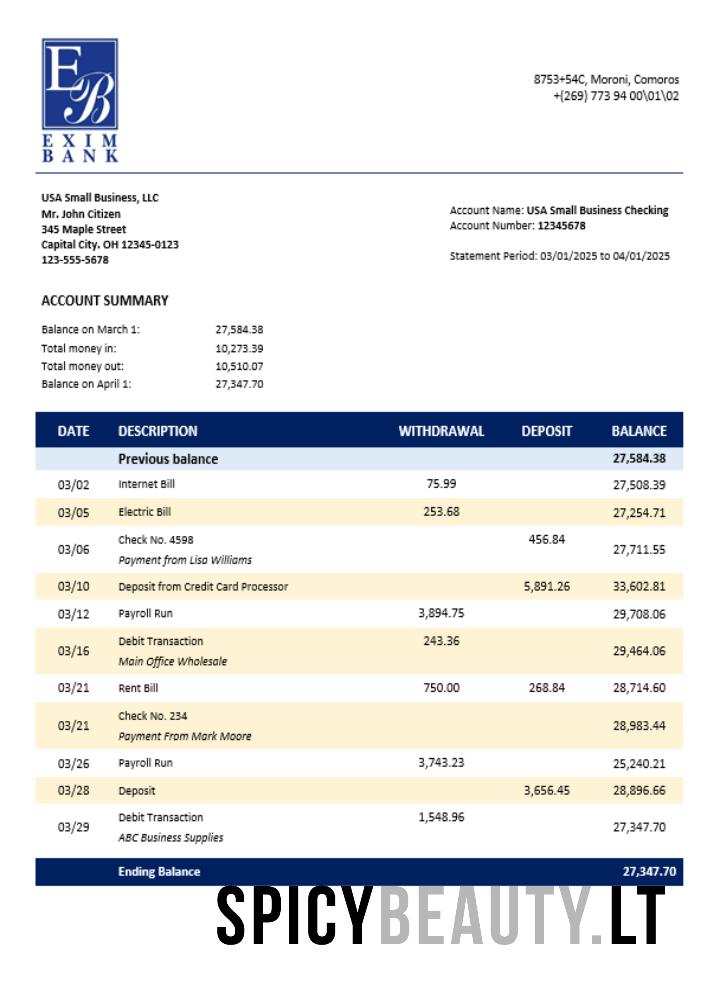 EB
EXIM
BANK
8753+54C, Moroni, Comoros
+(269) 773 94 00\01\02
USA Small Business, LLC
Mr. John Citizen
345 Maple Street
Capital City. OH 12345-0123
123-555-5678
Account Name: USA Small Business Checking
Account Number: 12345678
Statement Period: 03/01/2025 to 04/01/2025
ACCOUNT SUMMARY
Balance on March 1: 27,584.38
Total money in: 10,273.39
Total money out: 10,510.07
Balance on April 1: 27,347.70
DATE DESCRIPTION WITHDRAWAL DEPOSIT BALANCE
Previous balance 27,584.38
03/02 Internet Bill 75.99 27,508.39
03/05 Electric Bill 253.68 27,254.71
03/06 Check No. 4598 456.84 27,711.55
Payment from Lisa Williams
03/10 Deposit from Credit Card Processor 5,891.26 33,602.81
03/12 Payroll Run 3,894.75 29,708.06
03/16 Debit Transaction 243.36 29,464.06
Main Office Wholesale
03/21 Rent Bill 750.00 268.84 28,714.60
03/21 Check No. 234 28,983.44
Payment From Mark Moore
03/26 Payroll Run 3,743.23 25,240.21
03/28 Deposit 3,656.45 28,896.66
03/29 Debit Transaction 1,548.96 27,347.70
ABC Business Supplies
Ending Balance 27,347.70
SPICYBEAUTY.LT